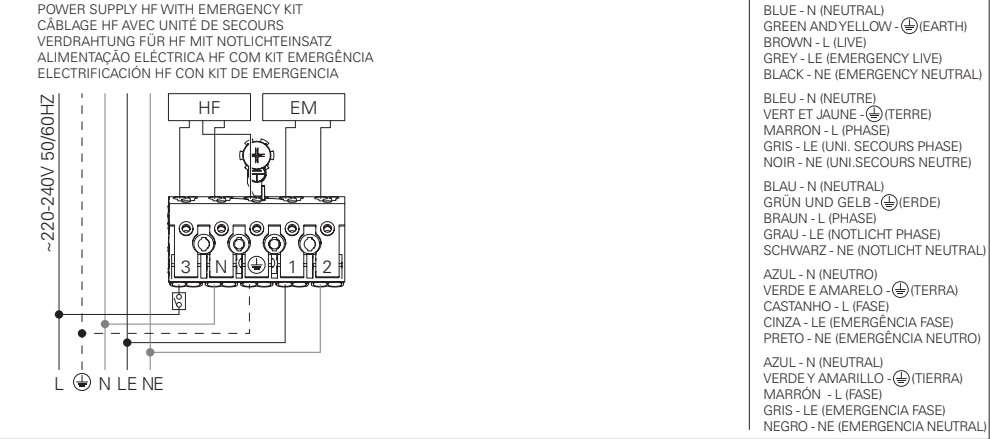 POWER SUPPLY HF WITH EMERGENCY KIT
CÂBLAGE HF AVEC UNITÉ DE SECOURS
VERDRAHTUNG FÜR HF MIT NOTLICHTEINSATZ
ALIMENTAÇÃO ELÉCTRICA HF COM KIT EMERGÊNCIA
ELECTRIFICACIÓN HF CON KIT DE EMERGENCIA
~220-240V 50/60HZ
HF EM
3 N 1 2
L N LE NE
BLUE - N (NEUTRAL)
GREEN AND YELLOW - (EARTH)
BROWN - L (LIVE)
GREY - LE (EMERGENCY LIVE)
BLACK - NE (EMERGENCY NEUTRAL)
BLEU - N (NEUTRE)
VERT ET JAUNE - (TERRE)
MARRON - L (PHASE)
GRIS - LE (UNI. SECOURS PHASE)
NOIR - NE (UNI.SECOURS NEUTRE)
BLAU - N (NEUTRAL)
GRÜN UND GELB - (ERDE)
BRAUN - L (PHASE)
GRAU - LE (NOTLICHT PHASE)
SCHWARZ - NE (NOTLICHT NEUTRAL)
AZUL - N (NEUTRO)
VERDE E AMARELO - (TERRA)
CASTANHO - L (FASE)
CINZA - LE (EMERGÊNCIA FASE)
PRETO - NE (EMERGÊNCIA NEUTRO)
AZUL - N (NEUTRAL)
VERDE Y AMARILLO - (TIERRA)
MARRÓN - L (FASE)
GRIS - LE (EMERGENCIA FASE)
NEGRO - NE (EMERGENCIA NEUTRAL)